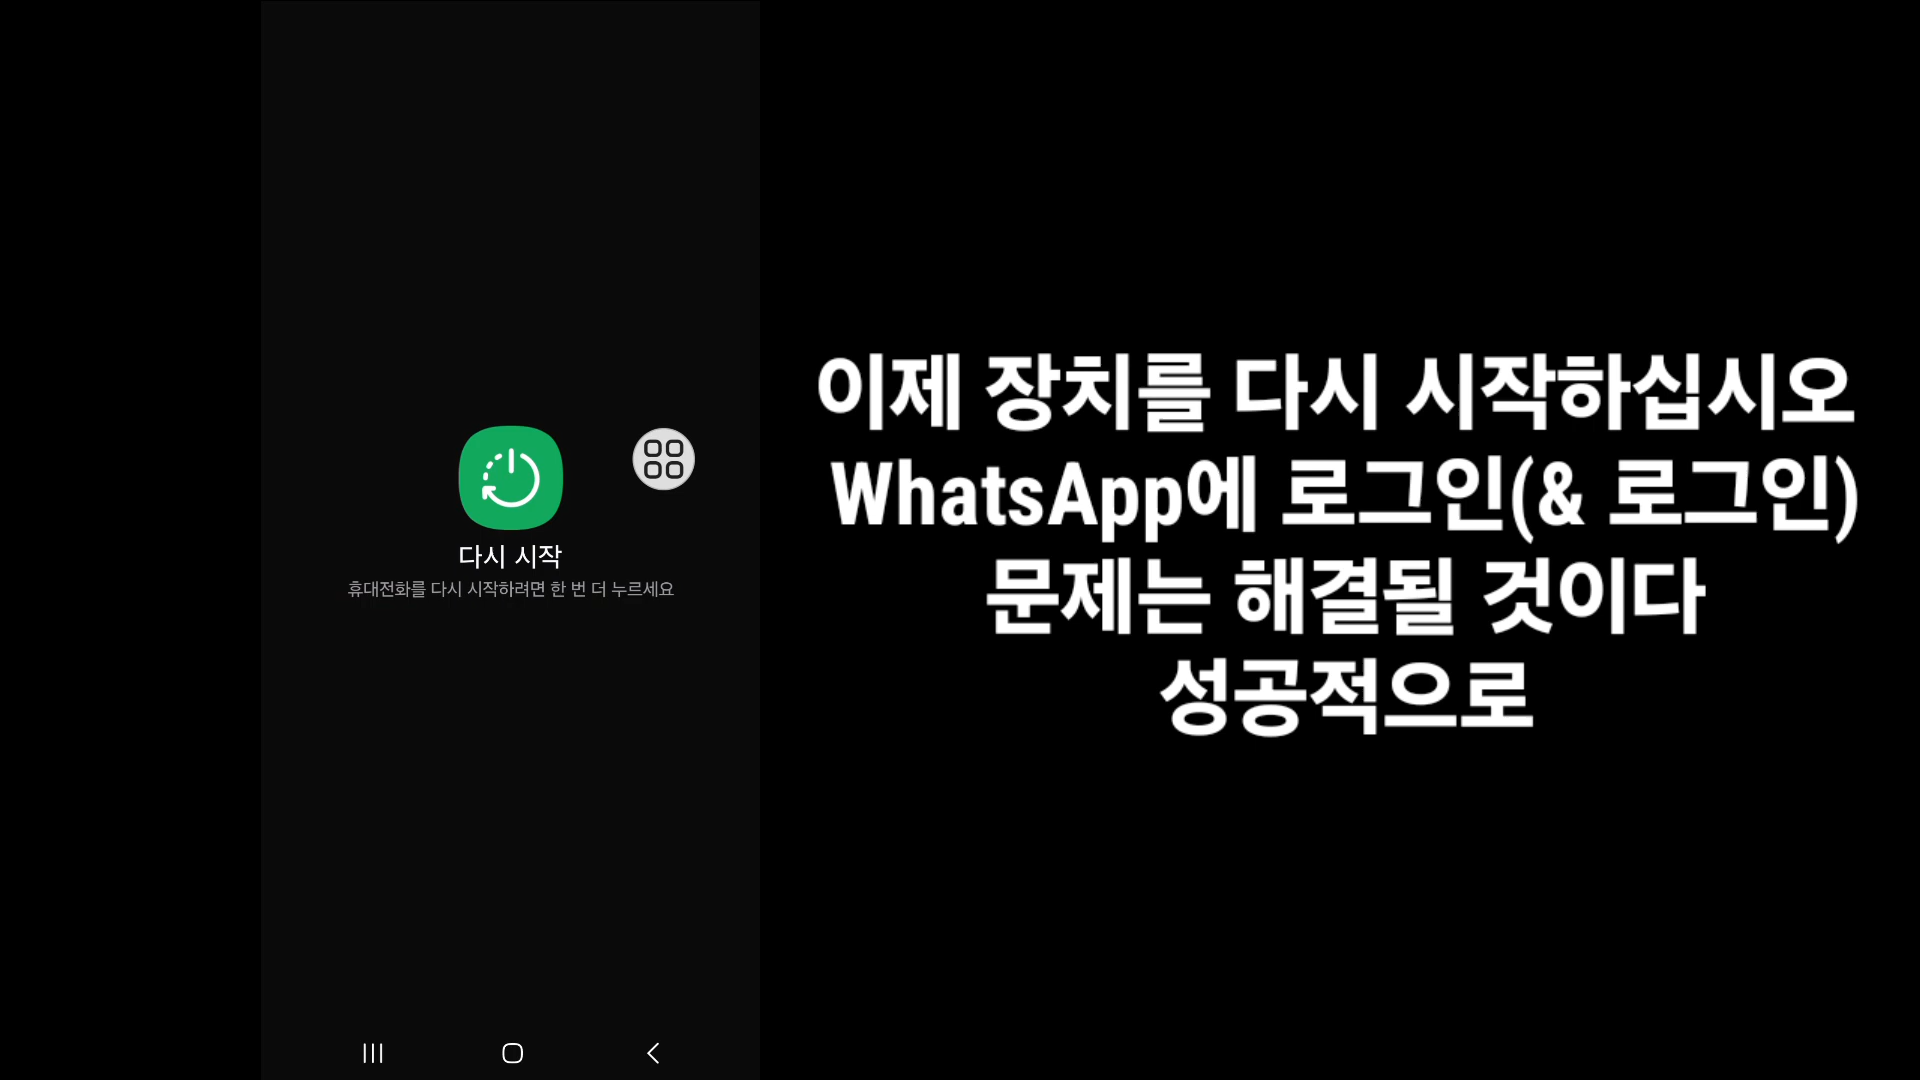 다시 시작
휴대전화를 다시 시작하려면 한 번 더 누르세요
이제 장치를 다시 시작하십시오
WhatsApp에 로그인(& 로그인)
문제는 해결될 것이다
성공적으로